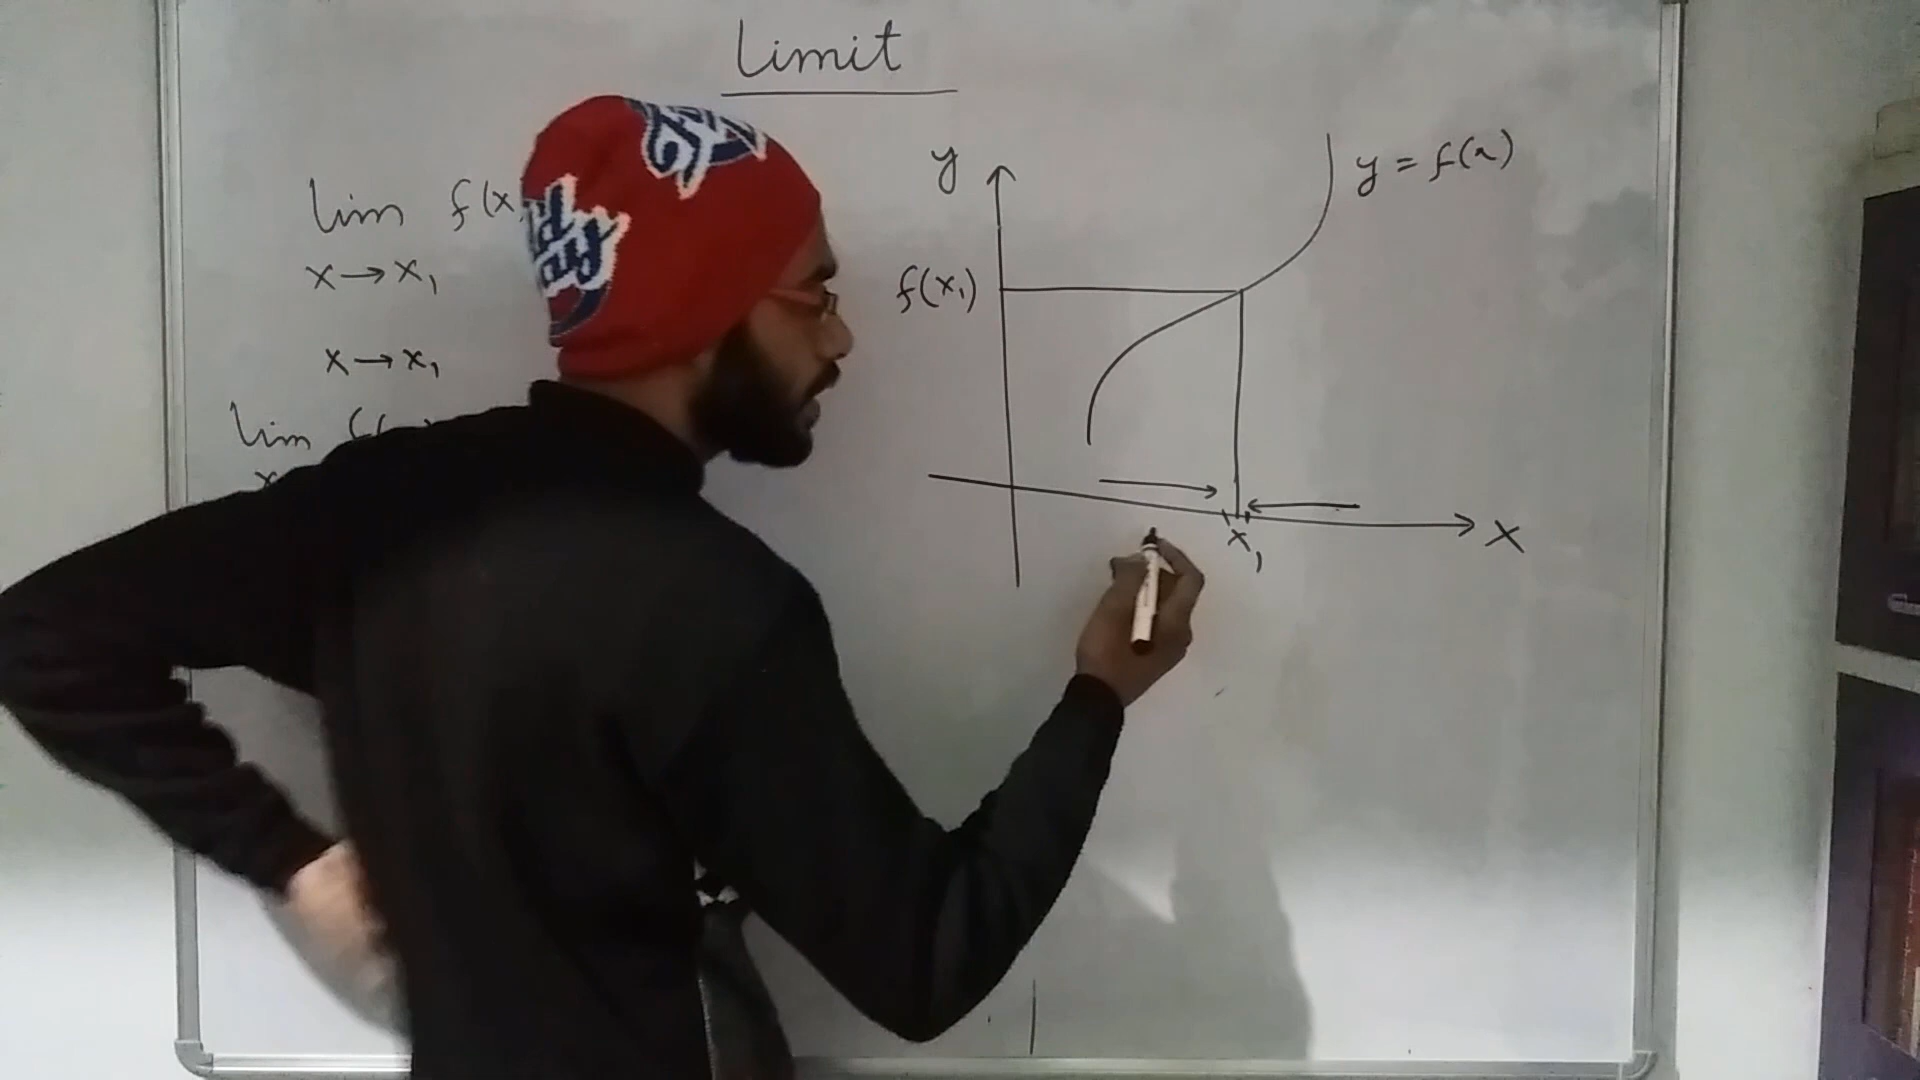 Limit
lim f(x
x→x₁
x→x₁
lim
x
y
y = f(x)
f(x₁)
x₁
x